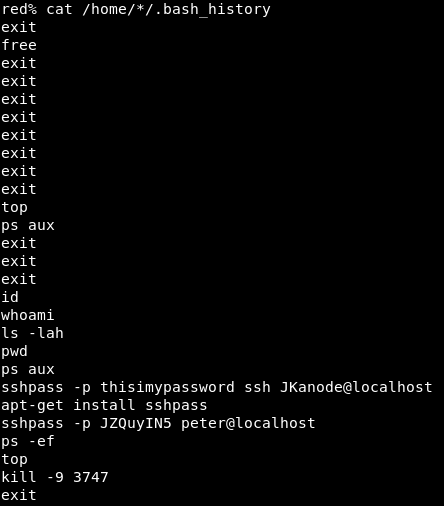 red% cat /home/*/.bash_history
exit
free
exit
exit
exit
exit
exit
exit
exit
exit
top
ps aux
exit
exit
exit
id
whoami
ls -lah
pwd
ps aux
sshpass -p thisimypassword ssh JKanode@localhost
apt-get install sshpass
sshpass -p JZQuyIN5 peter@localhost
ps -ef
top
kill -9 3747
exit